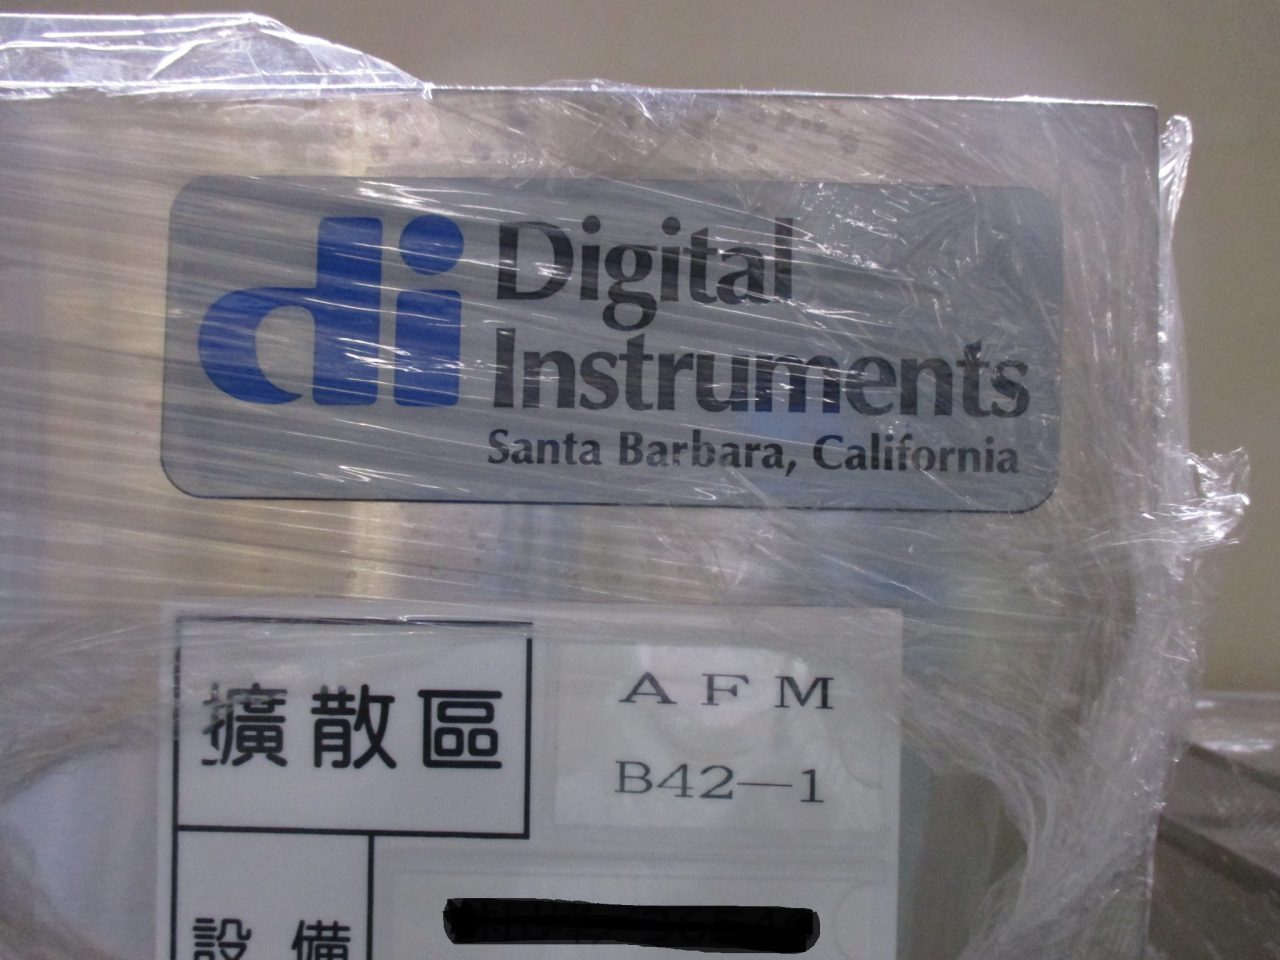 di
Digital
Instruments
Santa Barbara, California
擴散區
AFM
B42—1
設備